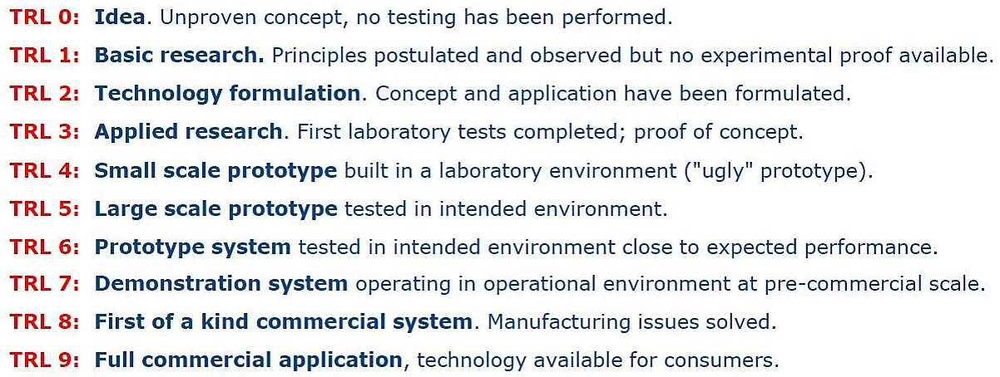 TRL 0: Idea. Unproven concept, no testing has been performed.
TRL 1: Basic research. Principles postulated and observed but no experimental proof available.
TRL 2: Technology formulation. Concept and application have been formulated.
TRL 3: Applied research. First laboratory tests completed; proof of concept.
TRL 4: Small scale prototype built in a laboratory environment ("ugly" prototype).
TRL 5: Large scale prototype tested in intended environment.
TRL 6: Prototype system tested in intended environment close to expected performance.
TRL 7: Demonstration system operating in operational environment at pre-commercial scale.
TRL 8: First of a kind commercial system. Manufacturing issues solved.
TRL 9: Full commercial application, technology available for consumers.